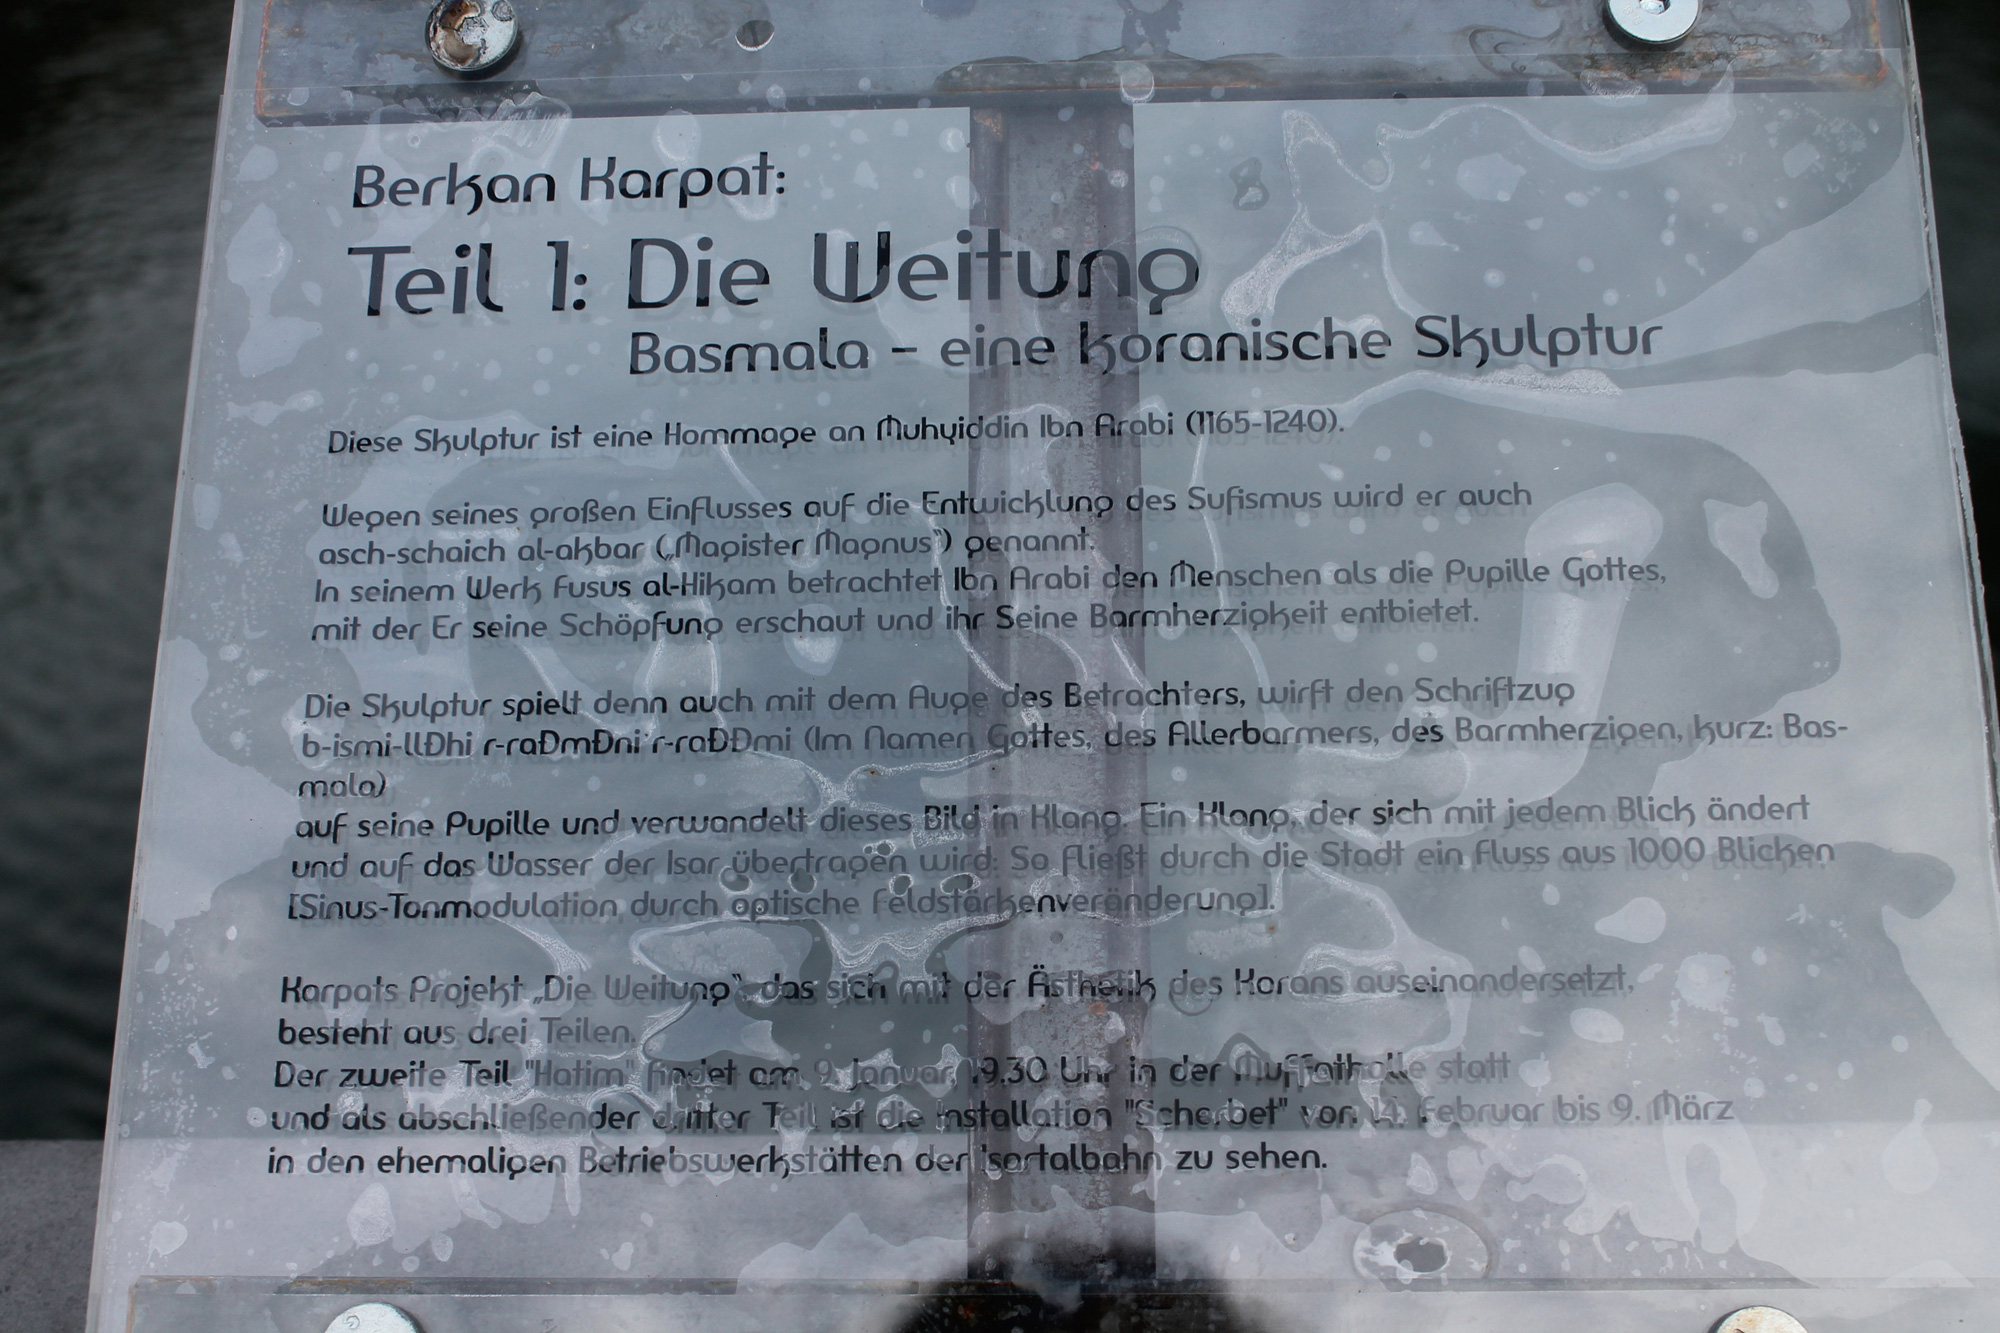 Berkan Karpat:
Teil 1: Die Weitung
Basmala – eine koranische Skulptur
Diese Skulptur ist eine Hommage an Muhyiddin Ibn Arabi (1165-1240).
Wegen seines großen Einflusses auf die Entwicklung des Sufismus wird er auch
asch-schaich al-akbar („Magister Magnus“) genannt.
In seinem Werk Fusus al-Hikam betrachtet Ibn Arabi den Menschen als die Pupille Gottes,
mit der Er seine Schöpfung erschaut und ihr Seine Barmherzigkeit entbietet.
Die Skulptur spielt denn auch mit dem Auge des Betrachters, wirft den Schriftzug
b-ismi-llÐhi r-raÐmÐni r-raÐÐmi (Im Namen Gottes, des Allerbarmers, des Barmherzigen, kurz: Bas-
mala)
auf seine Pupille und verwandelt dieses Bild in Klang. Ein Klang, der sich mit jedem Blick ändert
und auf das Wasser der Isar übertragen wird: So fließt durch die Stadt ein Fluss aus 1000 Blicken
[Sinus-Tonmodulation durch optische Feldstärkenveränderung].
Karpats Projekt „Die Weitung“, das sich mit der Ästhetik des Korans auseinandersetzt,
besteht aus drei Teilen.
Der zweite Teil "Hatim" findet am 9. Januar, 19.30 Uhr in der Muffathalle statt
und als abschließender dritter Teil ist die Installation "Scherbet" von 14. Februar bis 9. März
in den ehemaligen Betriebswerkstätten der Isartalbahn zu sehen.